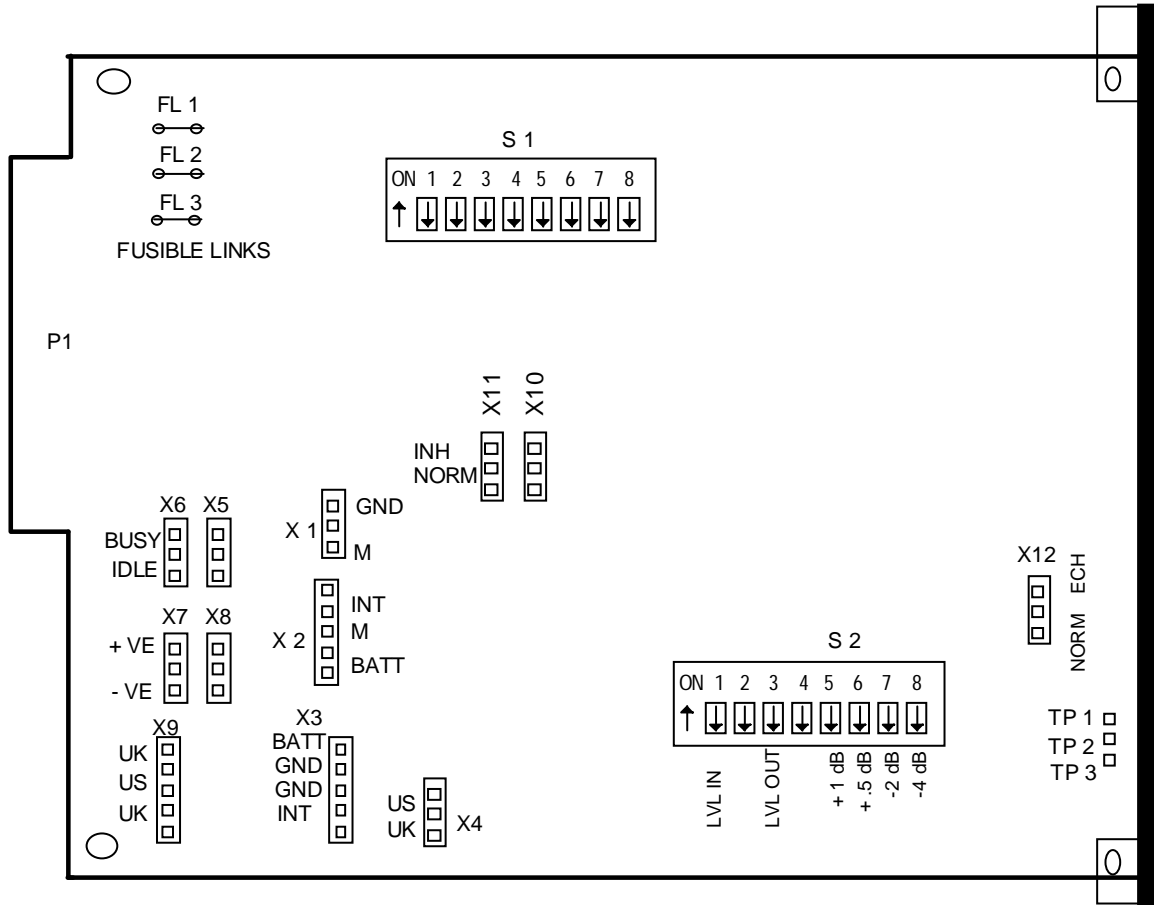 FL 1
FL 2
FL 3
FUSIBLE LINKS
S 1
ON 1 2 3 4 5 6 7 8
P1
X11
X10
INH
NORM
X6 X5
BUSY
IDLE
X 1
GND
M
X7 X8
+ VE
- VE
X 2
INT
M
BATT
X9
UK
US
UK
X3
BATT
GND
GND
INT
US
UK
X4
S 2
ON 1 2 3 4 5 6 7 8
LVL IN
LVL OUT
+ 1 dB
+ .5 dB
-2 dB
-4 dB
X12
ECH
NORM
TP 1
TP 2
TP 3